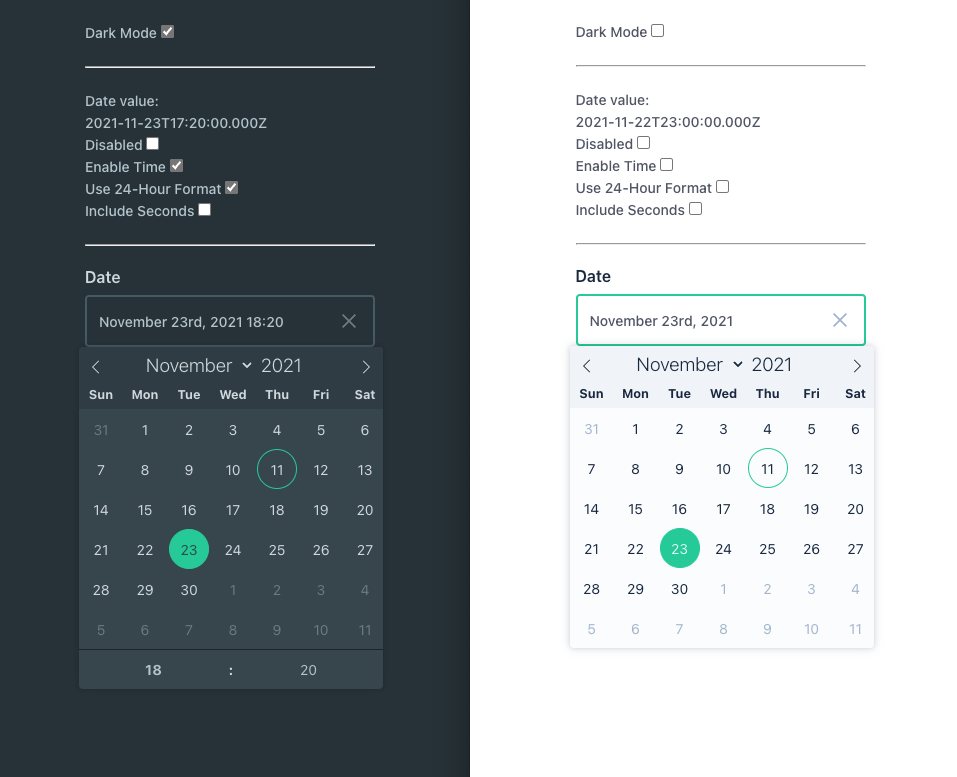 Dark Mode
Date value:
2021-11-23T17:20:00.000Z
Disabled
Enable Time
Use 24-Hour Format
Include Seconds
Date
November 23rd, 2021 18:20
November 2021
Sun Mon Tue Wed Thu Fri Sat
31 1 2 3 4 5 6
7 8 9 10 11 12 13
14 15 16 17 18 19 20
21 22 23 24 25 26 27
28 29 30 1 2 3 4
5 6 7 8 9 10 11
18 : 20
Dark Mode
Date value:
2021-11-22T23:00:00.000Z
Disabled
Enable Time
Use 24-Hour Format
Include Seconds
Date
November 23rd, 2021
November 2021
Sun Mon Tue Wed Thu Fri Sat
31 1 2 3 4 5 6
7 8 9 10 11 12 13
14 15 16 17 18 19 20
21 22 23 24 25 26 27
28 29 30 1 2 3 4
5 6 7 8 9 10 11